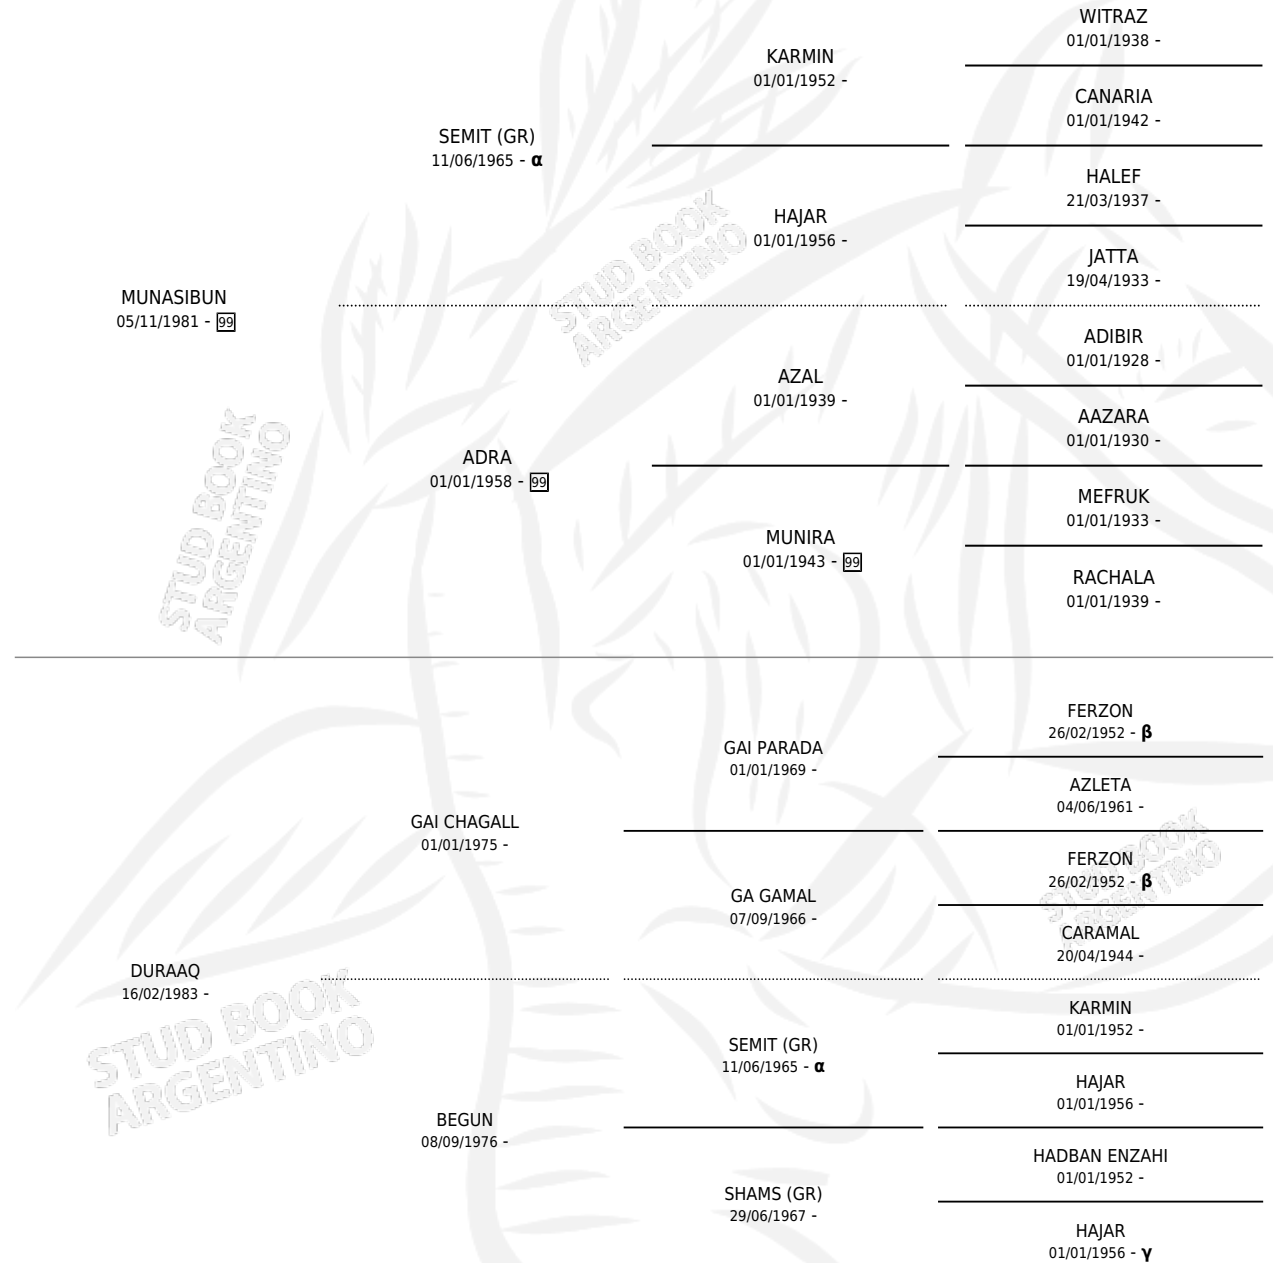 WITRAZ
01/01/1938 -
KARMIN
01/01/1952 -
CANARIA
01/01/1942 -
SEMIT (GR)
11/06/1965 - α
HALEF
21/03/1937 -
HAJAR
01/01/1956 -
JATTA
19/04/1933 -
MUNASIBUN
05/11/1981 - 99
ADIBIR
01/01/1928 -
AZAL
01/01/1939 -
AAZARA
01/01/1930 -
ADRA
01/01/1958 - 99
MEFRUK
01/01/1933 -
MUNIRA
01/01/1943 - 99
RACHALA
01/01/1939 -
FERZON
26/02/1952 - β
GAI PARADA
01/01/1969 -
AZLETA
04/06/1961 -
GAI CHAGALL
01/01/1975 -
FERZON
26/02/1952 - β
GA GAMAL
07/09/1966 -
CARAMAL
20/04/1944 -
DURAAQ
16/02/1983 -
KARMIN
01/01/1952 -
SEMIT (GR)
11/06/1965 - α
HAJAR
01/01/1956 -
BEGUN
08/09/1976 -
HADBAN ENZAHI
01/01/1952 -
SHAMS (GR)
29/06/1967 -
HAJAR
01/01/1956 - γ
STUD BOOK
ARGENTINO
STUD BOOK
ARGENTINO
STUD BOOK
ARGENTINO
STUD BOOK
ARGENTINO